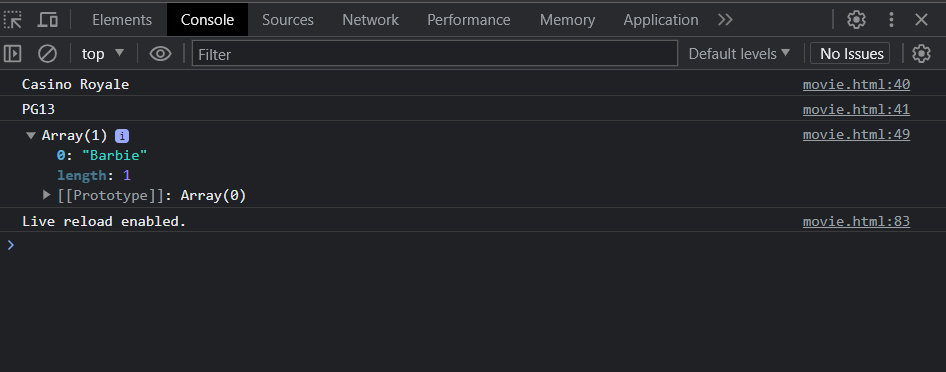 Elements Console Sources Network Performance Memory Application
top Filter Default levels No Issues
Casino Royale movie.html:40
PG13 movie.html:41
Array(1) i movie.html:49
0: "Barbie"
length: 1
[[Prototype]]: Array(0)
Live reload enabled. movie.html:83